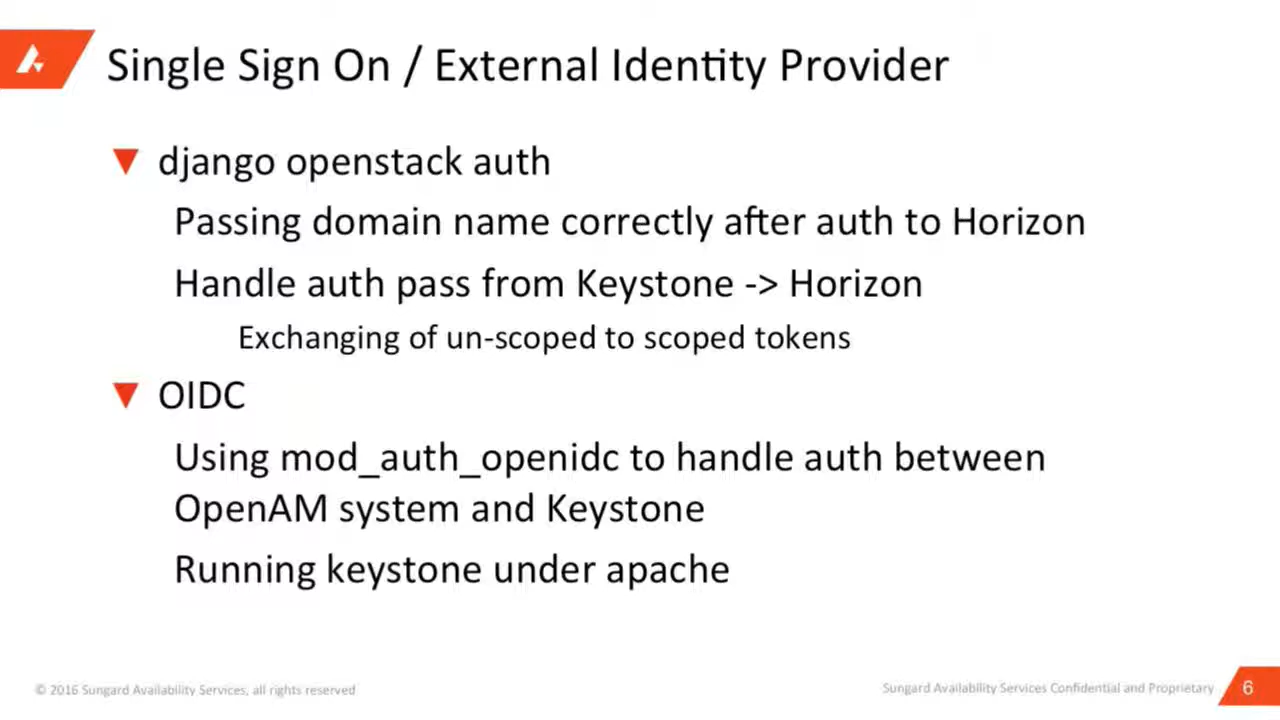 Single Sign On / External Identity Provider
django openstack auth
Passing domain name correctly after auth to Horizon
Handle auth pass from Keystone -> Horizon
Exchanging of un-scoped to scoped tokens
OIDC
Using mod_auth_openidc to handle auth between
OpenAM system and Keystone
Running keystone under apache
© 2016 Sungard Availability Services, all rights reserved
Sungard Availability Services Confidential and Proprietary
6